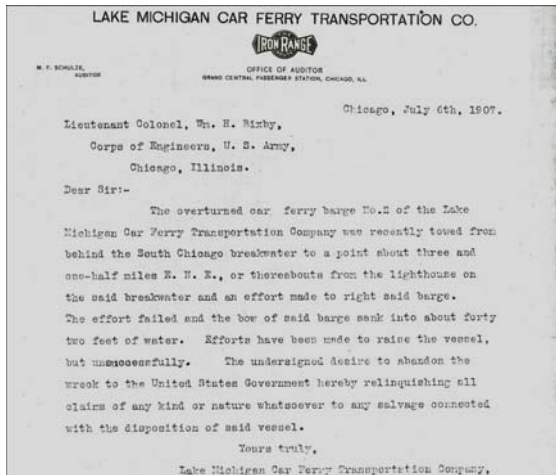 LAKE MICHIGAN CAR FERRY TRANSPORTATION CO.
THE
IRON RANGE
M. F. SCHULZE,
AUDITOR
OFFICE OF AUDITOR
GRAND CENTRAL PASSENGER STATION, CHICAGO, ILL
Chicago, July 6th, 1907.
Lieutenant Colonel, Wm. H. Bixby,
Corps of Engineers, U. S. Army,
Chicago, Illinois.
Dear Sir:-
The overturned car ferry barge No.2 of the Lake
Michigan Car Ferry Transportation Company was recently towed from
behind the South Chicago breakwater to a point about three and
one-half miles E. N. E., or thereabouts from the lighthouse on
the said breakwater and an effort made to right said barge.
The effort failed and the bow of said barge sank into about forty
two feet of water. Efforts have been made to raise the vessel,
but unsuccessfully. The undersigned desire to abandon the
wreck to the United States Government hereby relinquishing all
claims of any kind or nature whatsoever to any salvage connected
with the disposition of said vessel.
Yours truly,
Lake Michigan Car Ferry Transportation Company,